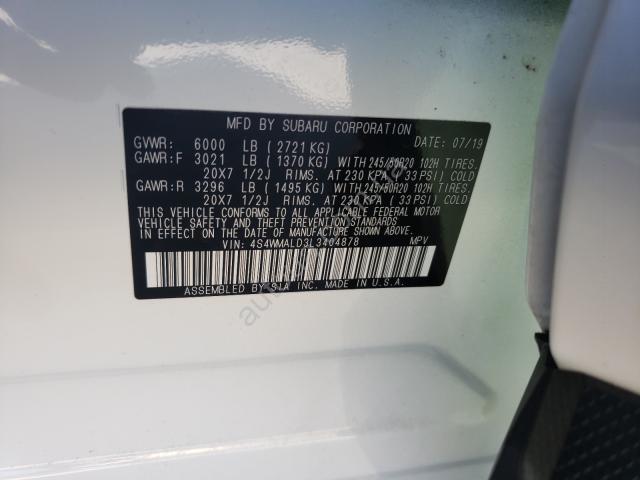 MFD BY SUBARU CORPORATION
GVWR: 6000 LB (2721 KG) DATE: 07/19
GAWR:F 3021 LB (1370 KG) WITH 245/50R20 102H TIRES.
20X7 1/2J RIMS. AT 230 KPA (33PSI) COLD
GAWR:R 3296 LB (1495 KG) WITH 245/50R20 102H TIRES.
20X7 1/2J RIMS. AT 230 KPA (33PSI) COLD
THIS VEHICLE CONFORMS TO ALL APPLICABLE FEDERAL MOTOR
VEHICLE SAFETY, BUMPER, AND THEFT PREVENTION STANDARDS
IN EFFECT ON THE DATE OF MANUFACTURE SHOWN ABOVE.
VIN: 4S4WMALD3L3404878 MPV
ASSEMBLED BY SIA INC. MADE IN U.S.A.